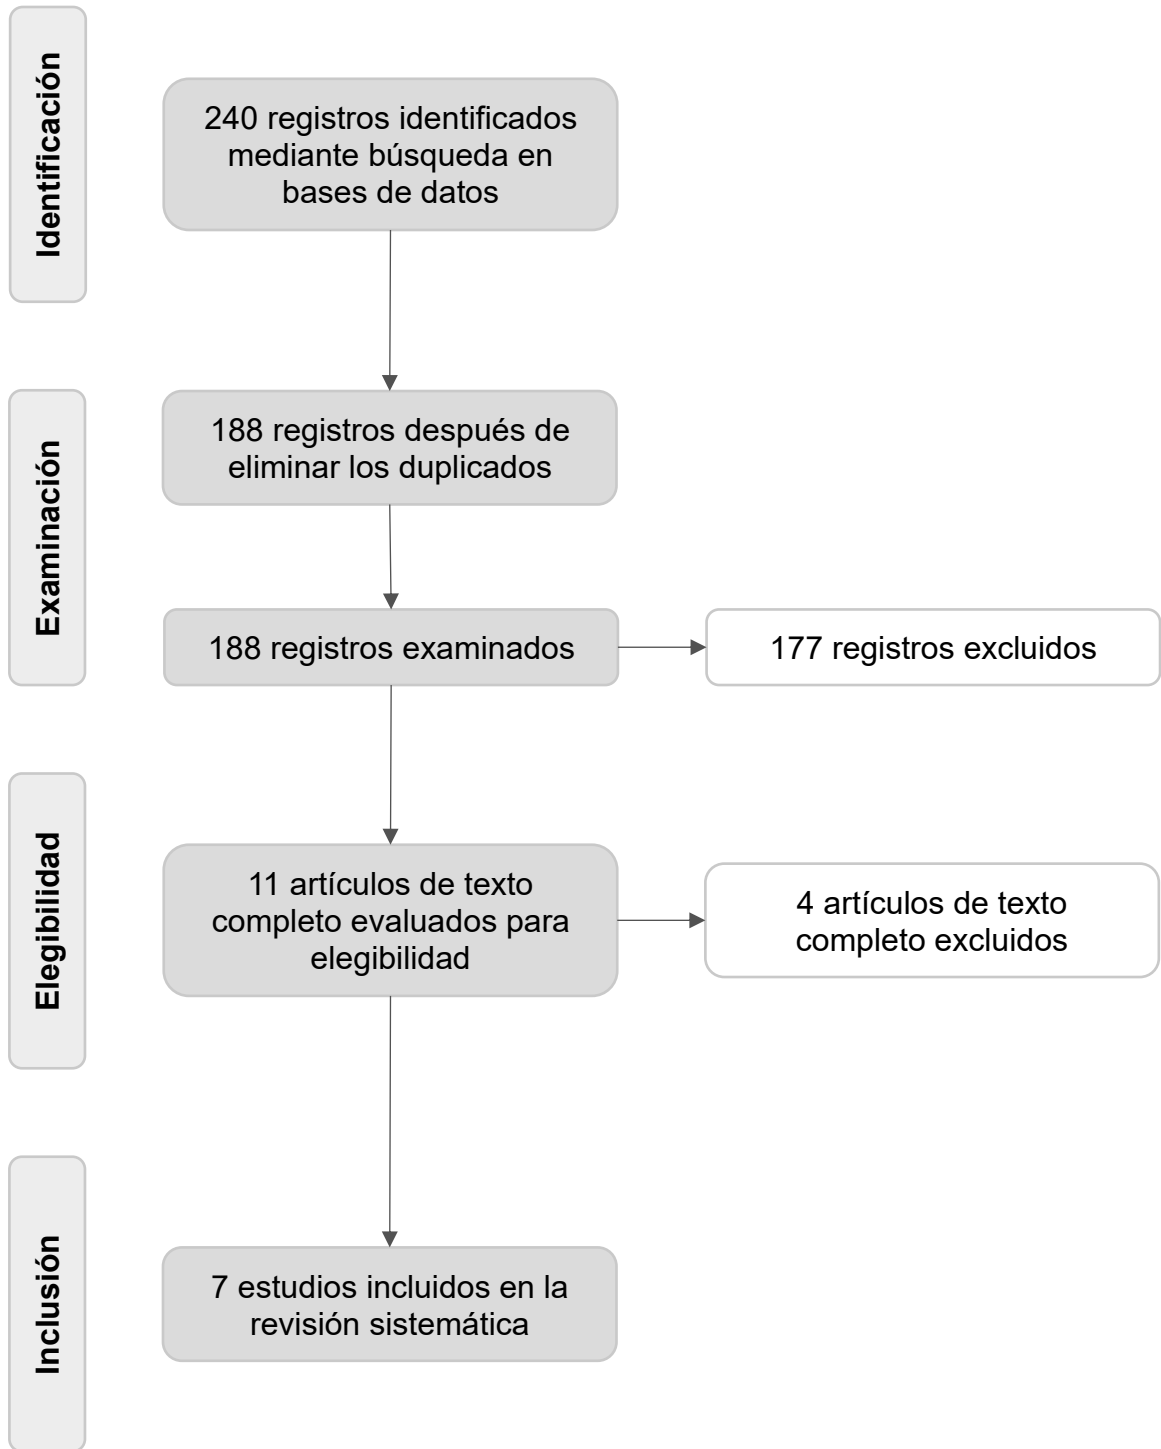 Identificación
240 registros identificados
mediante búsqueda en
bases de datos
Examinación
188 registros después de
eliminar los duplicados
188 registros examinados
177 registros excluidos
Elegibilidad
11 artículos de texto
completo evaluados para
elegibilidad
4 artículos de texto
completo excluidos
Inclusión
7 estudios incluidos en la
revisión sistemática